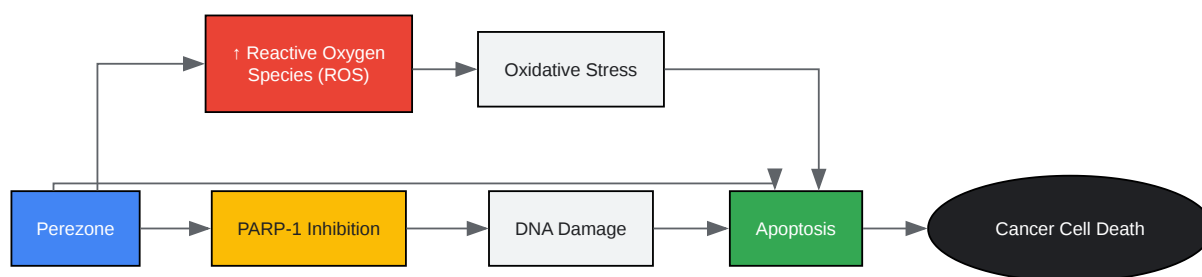 ↑ Reactive Oxygen
Species (ROS)
Oxidative Stress
Perezone
PARP-1 Inhibition
DNA Damage
Apoptosis
Cancer Cell Death